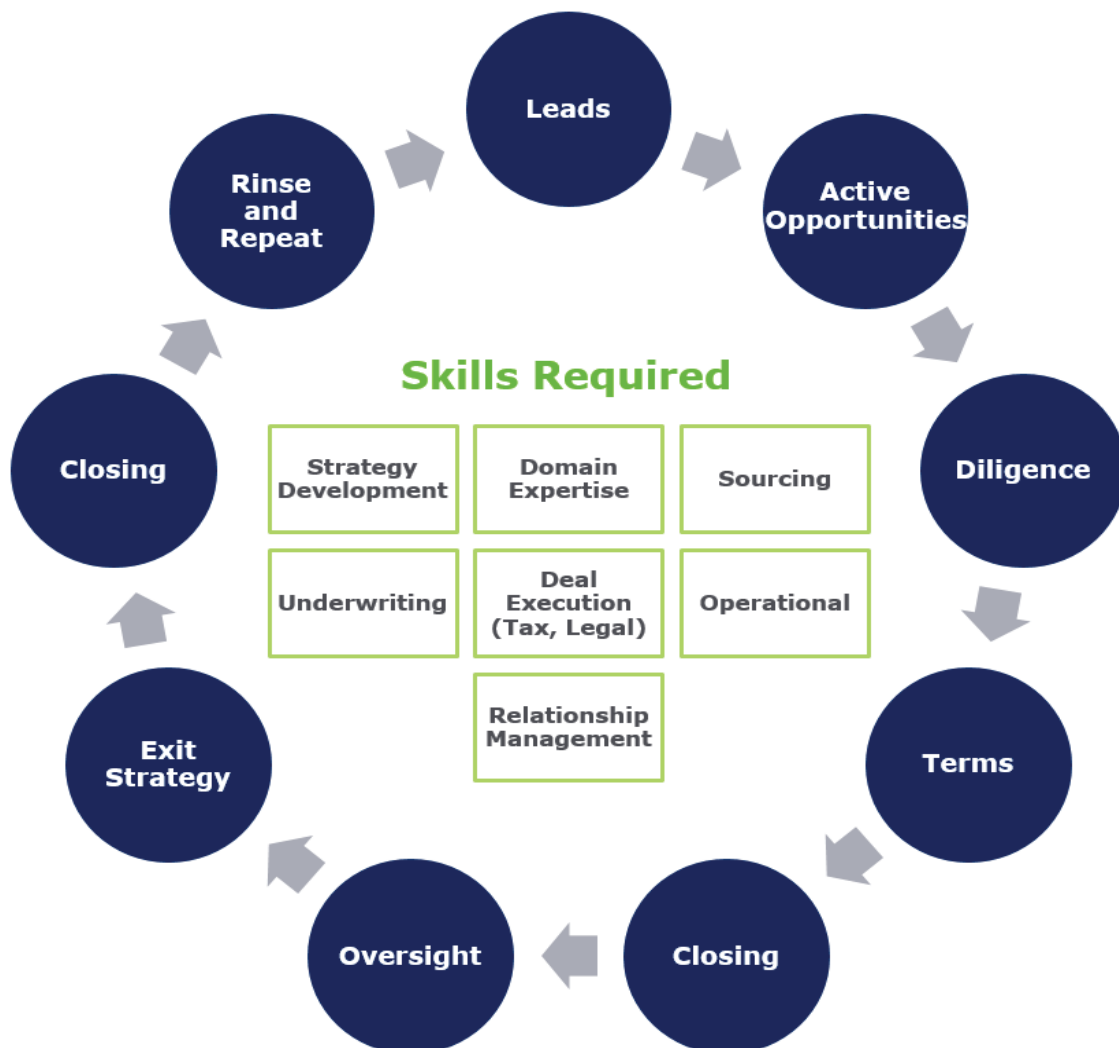 Leads
Active
Opportunities
Diligence
Terms
Closing
Oversight
Exit
Strategy
Closing
Rinse
and
Repeat
Skills Required
Strategy
Development
Domain
Expertise
Sourcing
Underwriting
Deal
Execution
(Tax, Legal)
Operational
Relationship
Management